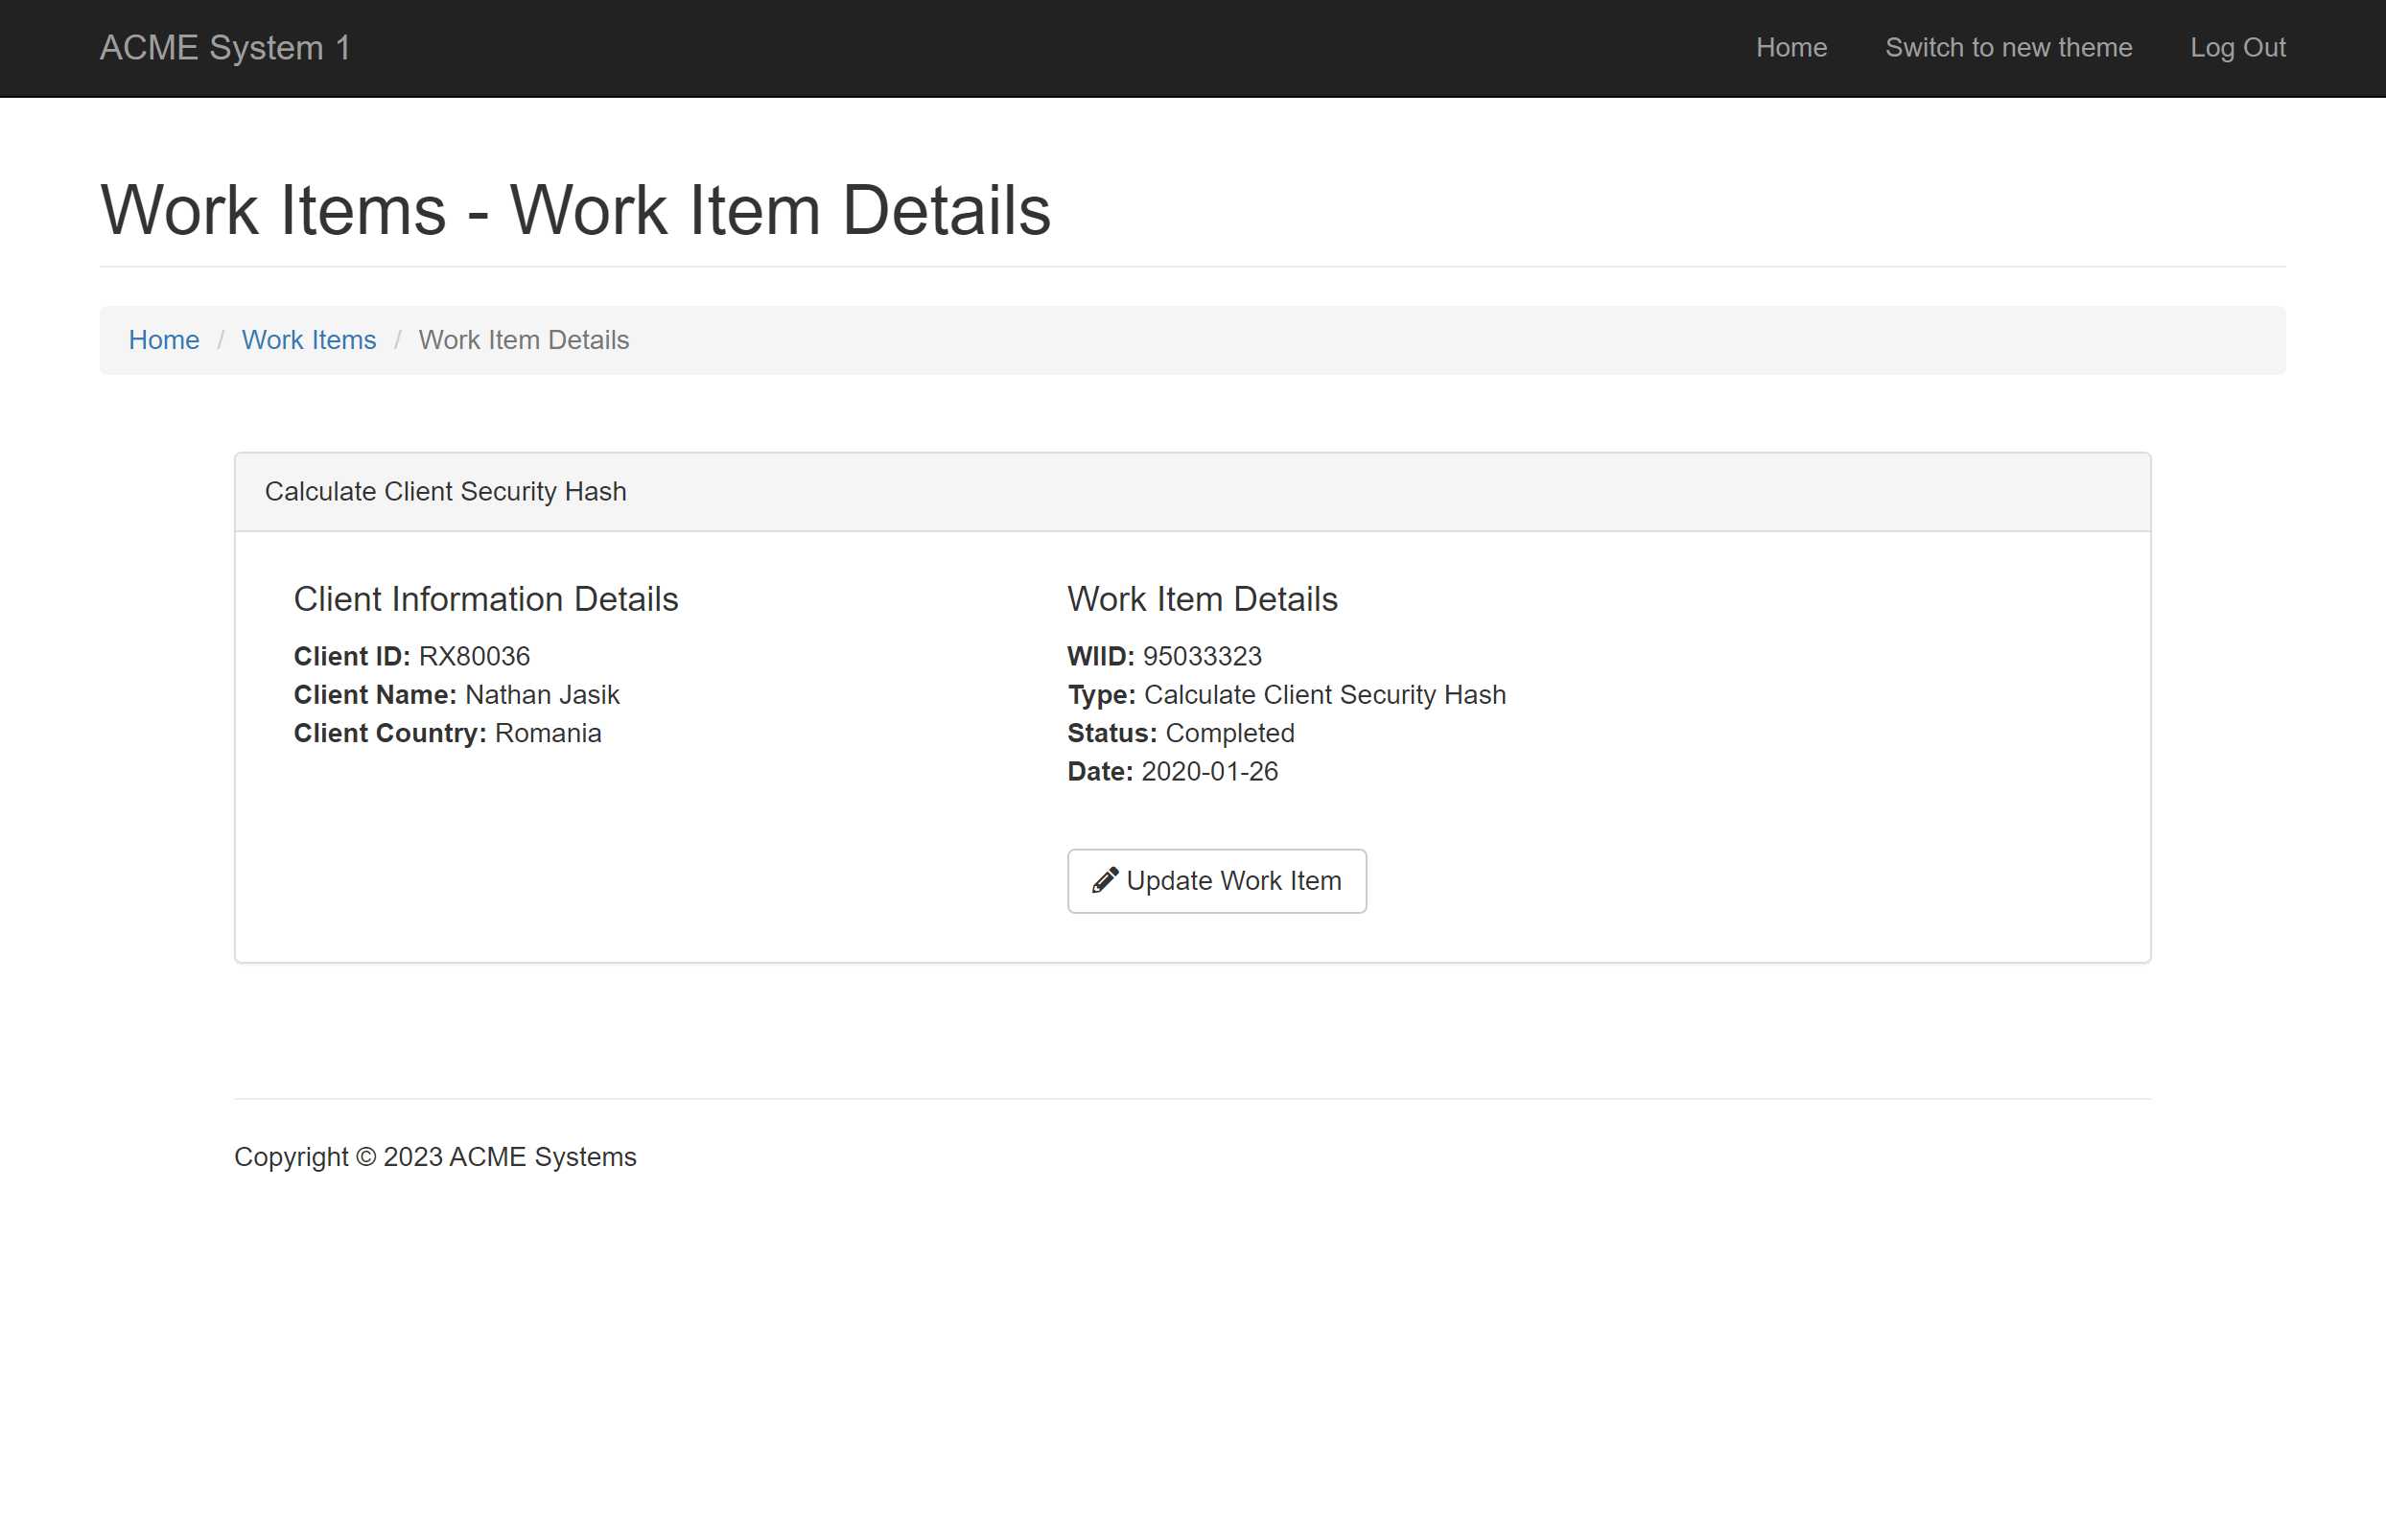 ACME System 1
Home
Switch to new theme
Log Out
Work Items - Work Item Details
Home / Work Items / Work Item Details
Calculate Client Security Hash
Client Information Details
Client ID: RX80036
Client Name: Nathan Jasik
Client Country: Romania
Work Item Details
WIID: 95033323
Type: Calculate Client Security Hash
Status: Completed
Date: 2020-01-26
Update Work Item
Copyright © 2023 ACME Systems